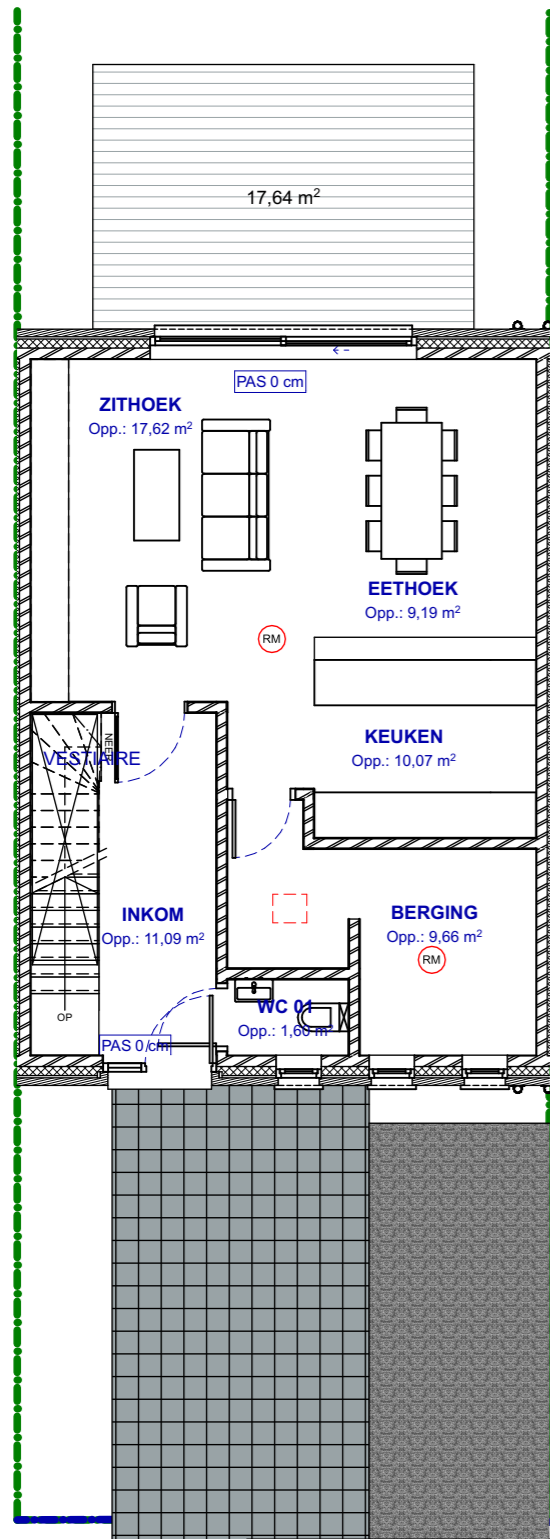 17,64 m²
PAS 0 cm
ZITHOEK
Opp.: 17,62 m²
EETHOEK
Opp.: 9,19 m²
RM
KEUKEN
Opp.: 10,07 m²
NEER
VESTIAIRE
INKOM
Opp.: 11,09 m²
BERGING
Opp.: 9,66 m²
RM
WC 01
Opp.: 1,60 m²
OP
PAS 0 cm